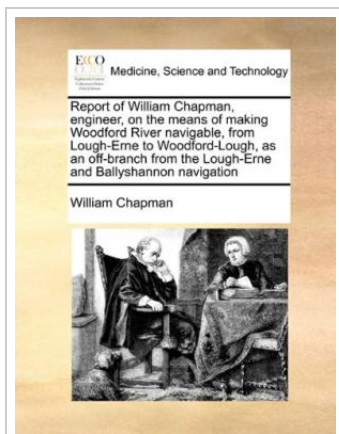 ECCO
Medicine, Science and Technology
Report of William Chapman,
engineer, on the means of making
Woodford River navigable, from
Lough-Erne to Woodford-Lough, as
an off-branch from the Lough-Erne
and Ballyshannon navigation
William Chapman